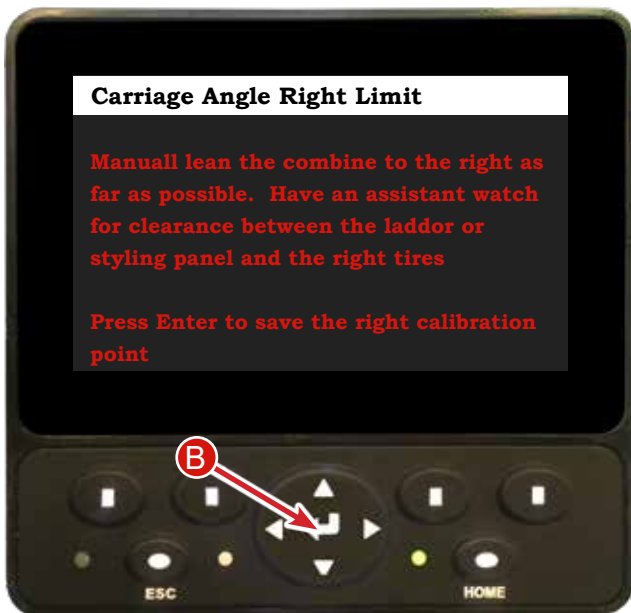 Carriage Angle Right Limit
Manuall lean the combine to the right as
far as possible. Have an assistant watch
for clearance between the laddor or
styling panel and the right tires
Press Enter to save the right calibration
point
B
ESC
HOME